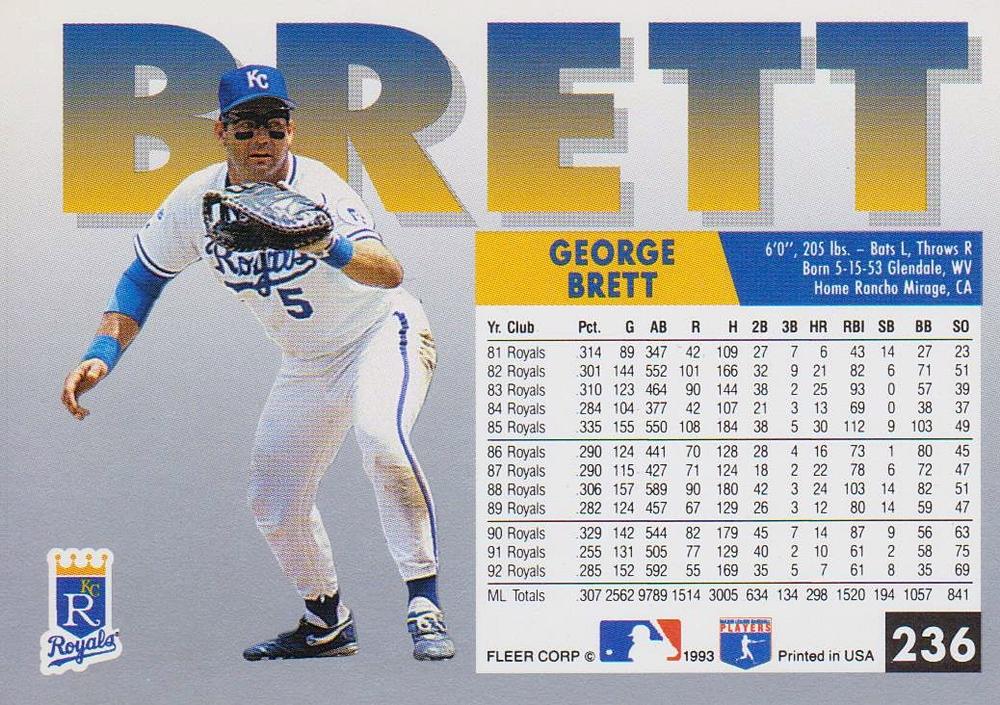 BRETT
KC
Royals
5
GEORGE
BRETT
6'0", 205 lbs. – Bats L, Throws R
Born 5-15-53 Glendale, WV
Home Rancho Mirage, CA
Yr. Club Pct. G AB R H 2B 3B HR RBI SB BB SO
81 Royals .314 89 347 42 109 27 7 6 43 14 27 23
82 Royals .301 144 552 101 166 32 9 21 82 6 71 51
83 Royals .310 123 464 90 144 38 2 25 93 0 57 39
84 Royals .284 104 377 42 107 21 3 13 69 0 38 37
85 Royals .335 155 550 108 184 38 5 30 112 9 103 49
86 Royals .290 124 441 70 128 28 4 16 73 1 80 45
87 Royals .290 115 427 71 124 18 2 22 78 6 72 47
88 Royals .306 157 589 90 180 42 3 24 103 14 82 51
89 Royals .282 124 457 67 129 26 3 12 80 14 59 47
90 Royals .329 142 544 82 179 45 7 14 87 9 56 63
91 Royals .255 131 505 77 129 40 2 10 61 2 58 75
92 Royals .285 152 592 55 169 35 5 7 61 8 35 69
ML Totals .307 2562 9789 1514 3005 634 134 298 1520 194 1057 841
KC
R
Royals
FLEER CORP © 1993
MAJOR LEAGUE BASEBALL
PLAYERS
Printed in USA
236